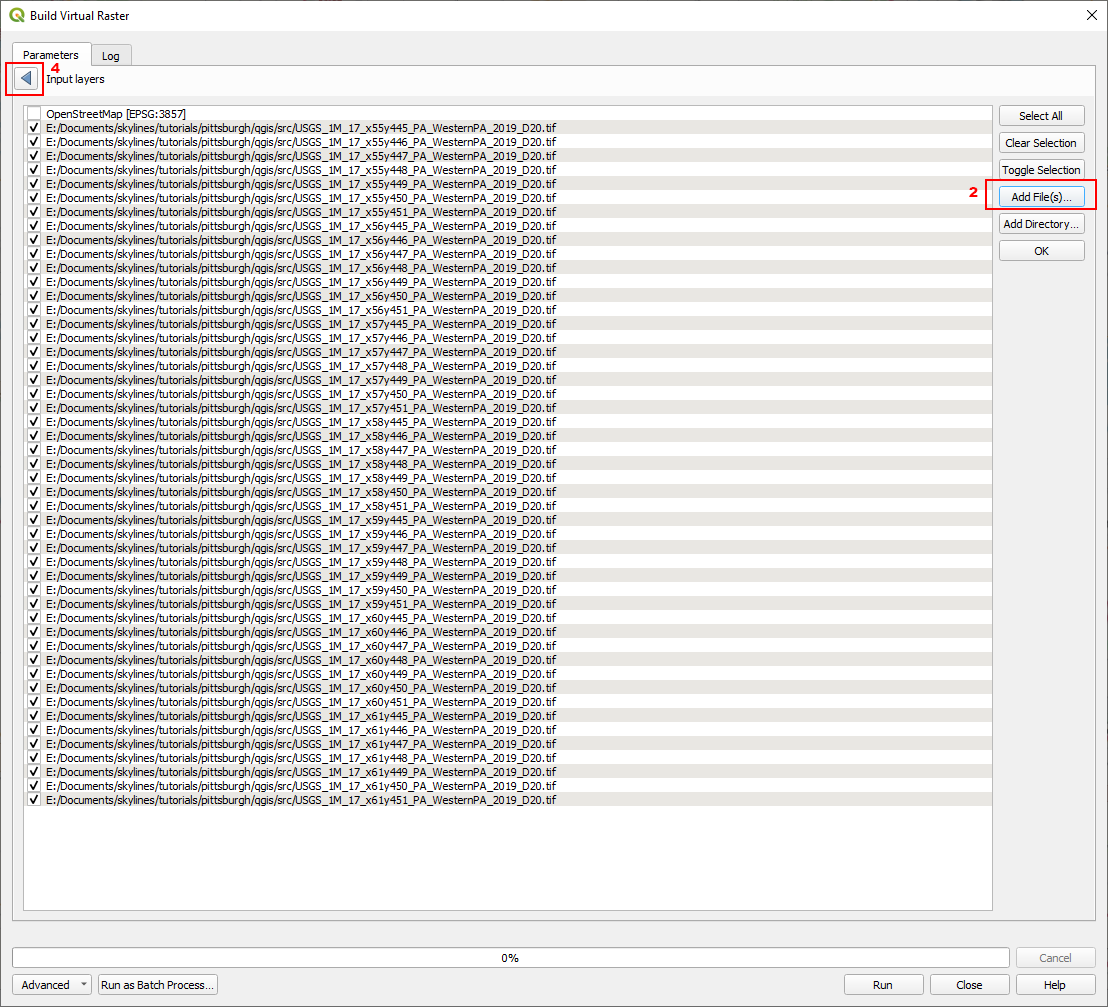 Build Virtual Raster
Parameters
Log
4
Input layers
OpenStreetMap [EPSG:3857]
E:/Documents/skylines/tutorials/pittsburgh/qgis/src/USGS_1M_17_x55y445_PA_WesternPA_2019_D20.tif
E:/Documents/skylines/tutorials/pittsburgh/qgis/src/USGS_1M_17_x55y446_PA_WesternPA_2019_D20.tif
E:/Documents/skylines/tutorials/pittsburgh/qgis/src/USGS_1M_17_x55y447_PA_WesternPA_2019_D20.tif
E:/Documents/skylines/tutorials/pittsburgh/qgis/src/USGS_1M_17_x55y448_PA_WesternPA_2019_D20.tif
E:/Documents/skylines/tutorials/pittsburgh/qgis/src/USGS_1M_17_x55y449_PA_WesternPA_2019_D20.tif
E:/Documents/skylines/tutorials/pittsburgh/qgis/src/USGS_1M_17_x55y450_PA_WesternPA_2019_D20.tif
E:/Documents/skylines/tutorials/pittsburgh/qgis/src/USGS_1M_17_x55y451_PA_WesternPA_2019_D20.tif
E:/Documents/skylines/tutorials/pittsburgh/qgis/src/USGS_1M_17_x56y445_PA_WesternPA_2019_D20.tif
E:/Documents/skylines/tutorials/pittsburgh/qgis/src/USGS_1M_17_x56y446_PA_WesternPA_2019_D20.tif
E:/Documents/skylines/tutorials/pittsburgh/qgis/src/USGS_1M_17_x56y447_PA_WesternPA_2019_D20.tif
E:/Documents/skylines/tutorials/pittsburgh/qgis/src/USGS_1M_17_x56y448_PA_WesternPA_2019_D20.tif
E:/Documents/skylines/tutorials/pittsburgh/qgis/src/USGS_1M_17_x56y449_PA_WesternPA_2019_D20.tif
E:/Documents/skylines/tutorials/pittsburgh/qgis/src/USGS_1M_17_x56y450_PA_WesternPA_2019_D20.tif
E:/Documents/skylines/tutorials/pittsburgh/qgis/src/USGS_1M_17_x56y451_PA_WesternPA_2019_D20.tif
E:/Documents/skylines/tutorials/pittsburgh/qgis/src/USGS_1M_17_x57y445_PA_WesternPA_2019_D20.tif
E:/Documents/skylines/tutorials/pittsburgh/qgis/src/USGS_1M_17_x57y446_PA_WesternPA_2019_D20.tif
E:/Documents/skylines/tutorials/pittsburgh/qgis/src/USGS_1M_17_x57y447_PA_WesternPA_2019_D20.tif
E:/Documents/skylines/tutorials/pittsburgh/qgis/src/USGS_1M_17_x57y448_PA_WesternPA_2019_D20.tif
E:/Documents/skylines/tutorials/pittsburgh/qgis/src/USGS_1M_17_x57y449_PA_WesternPA_2019_D20.tif
E:/Documents/skylines/tutorials/pittsburgh/qgis/src/USGS_1M_17_x57y450_PA_WesternPA_2019_D20.tif
E:/Documents/skylines/tutorials/pittsburgh/qgis/src/USGS_1M_17_x57y451_PA_WesternPA_2019_D20.tif
E:/Documents/skylines/tutorials/pittsburgh/qgis/src/USGS_1M_17_x58y445_PA_WesternPA_2019_D20.tif
E:/Documents/skylines/tutorials/pittsburgh/qgis/src/USGS_1M_17_x58y446_PA_WesternPA_2019_D20.tif
E:/Documents/skylines/tutorials/pittsburgh/qgis/src/USGS_1M_17_x58y447_PA_WesternPA_2019_D20.tif
E:/Documents/skylines/tutorials/pittsburgh/qgis/src/USGS_1M_17_x58y448_PA_WesternPA_2019_D20.tif
E:/Documents/skylines/tutorials/pittsburgh/qgis/src/USGS_1M_17_x58y449_PA_WesternPA_2019_D20.tif
E:/Documents/skylines/tutorials/pittsburgh/qgis/src/USGS_1M_17_x58y450_PA_WesternPA_2019_D20.tif
E:/Documents/skylines/tutorials/pittsburgh/qgis/src/USGS_1M_17_x58y451_PA_WesternPA_2019_D20.tif
E:/Documents/skylines/tutorials/pittsburgh/qgis/src/USGS_1M_17_x59y445_PA_WesternPA_2019_D20.tif
E:/Documents/skylines/tutorials/pittsburgh/qgis/src/USGS_1M_17_x59y446_PA_WesternPA_2019_D20.tif
E:/Documents/skylines/tutorials/pittsburgh/qgis/src/USGS_1M_17_x59y447_PA_WesternPA_2019_D20.tif
E:/Documents/skylines/tutorials/pittsburgh/qgis/src/USGS_1M_17_x59y448_PA_WesternPA_2019_D20.tif
E:/Documents/skylines/tutorials/pittsburgh/qgis/src/USGS_1M_17_x59y449_PA_WesternPA_2019_D20.tif
E:/Documents/skylines/tutorials/pittsburgh/qgis/src/USGS_1M_17_x59y450_PA_WesternPA_2019_D20.tif
E:/Documents/skylines/tutorials/pittsburgh/qgis/src/USGS_1M_17_x59y451_PA_WesternPA_2019_D20.tif
E:/Documents/skylines/tutorials/pittsburgh/qgis/src/USGS_1M_17_x60y445_PA_WesternPA_2019_D20.tif
E:/Documents/skylines/tutorials/pittsburgh/qgis/src/USGS_1M_17_x60y446_PA_WesternPA_2019_D20.tif
E:/Documents/skylines/tutorials/pittsburgh/qgis/src/USGS_1M_17_x60y447_PA_WesternPA_2019_D20.tif
E:/Documents/skylines/tutorials/pittsburgh/qgis/src/USGS_1M_17_x60y448_PA_WesternPA_2019_D20.tif
E:/Documents/skylines/tutorials/pittsburgh/qgis/src/USGS_1M_17_x60y449_PA_WesternPA_2019_D20.tif
E:/Documents/skylines/tutorials/pittsburgh/qgis/src/USGS_1M_17_x60y450_PA_WesternPA_2019_D20.tif
E:/Documents/skylines/tutorials/pittsburgh/qgis/src/USGS_1M_17_x60y451_PA_WesternPA_2019_D20.tif
E:/Documents/skylines/tutorials/pittsburgh/qgis/src/USGS_1M_17_x61y445_PA_WesternPA_2019_D20.tif
E:/Documents/skylines/tutorials/pittsburgh/qgis/src/USGS_1M_17_x61y446_PA_WesternPA_2019_D20.tif
E:/Documents/skylines/tutorials/pittsburgh/qgis/src/USGS_1M_17_x61y447_PA_WesternPA_2019_D20.tif
E:/Documents/skylines/tutorials/pittsburgh/qgis/src/USGS_1M_17_x61y448_PA_WesternPA_2019_D20.tif
E:/Documents/skylines/tutorials/pittsburgh/qgis/src/USGS_1M_17_x61y449_PA_WesternPA_2019_D20.tif
E:/Documents/skylines/tutorials/pittsburgh/qgis/src/USGS_1M_17_x61y450_PA_WesternPA_2019_D20.tif
E:/Documents/skylines/tutorials/pittsburgh/qgis/src/USGS_1M_17_x61y451_PA_WesternPA_2019_D20.tif
Select All
Clear Selection
Toggle Selection
2
Add File(s)...
Add Directory...
OK
0%
Cancel
Advanced
Run as Batch Process...
Run
Close
Help